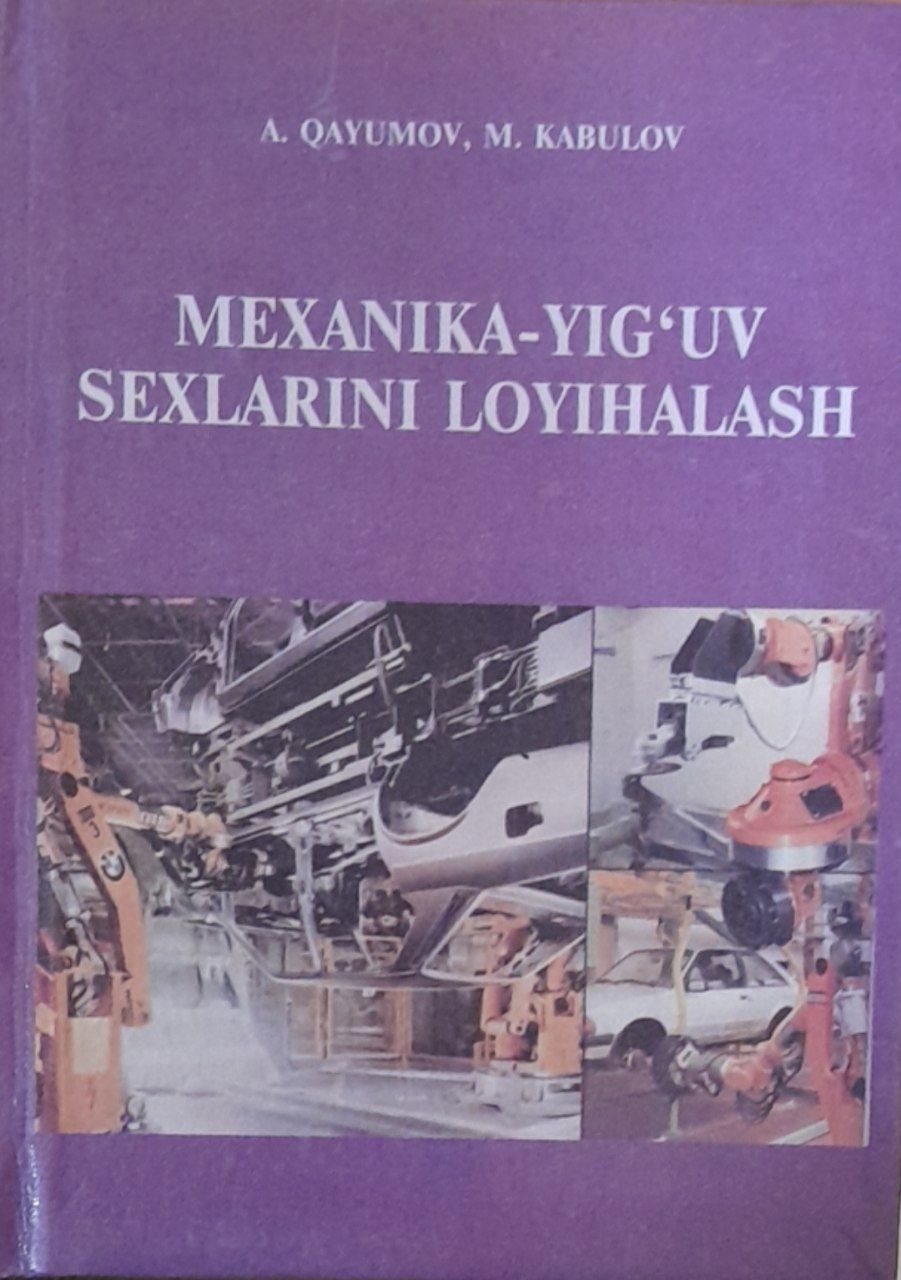 A. QAYUMOV, M. KABULOV
MEXANIKA-YIG‘UV
SEXLARINI LOYIHALASH